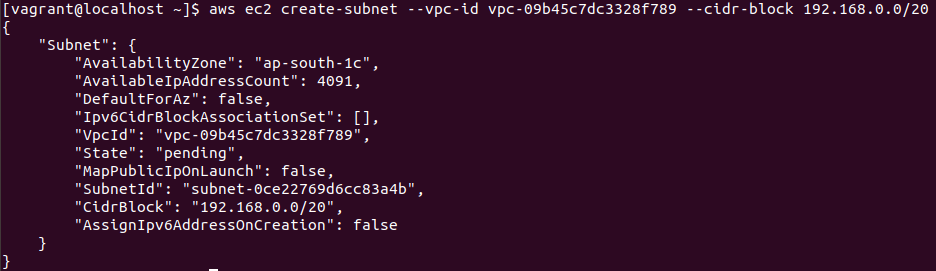 [vagrant@localhost ~]$ aws ec2 create-subnet --vpc-id vpc-09b45c7dc3328f789 --cidr-block 192.168.0.0/20
{
    "Subnet": {
        "AvailabilityZone": "ap-south-1c",
        "AvailableIpAddressCount": 4091,
        "DefaultForAz": false,
        "Ipv6CidrBlockAssociationSet": [],
        "VpcId": "vpc-09b45c7dc3328f789",
        "State": "pending",
        "MapPublicIpOnLaunch": false,
        "SubnetId": "subnet-0ce22769d6cc83a4b",
        "CidrBlock": "192.168.0.0/20",
        "AssignIpv6AddressOnCreation": false
    }
}